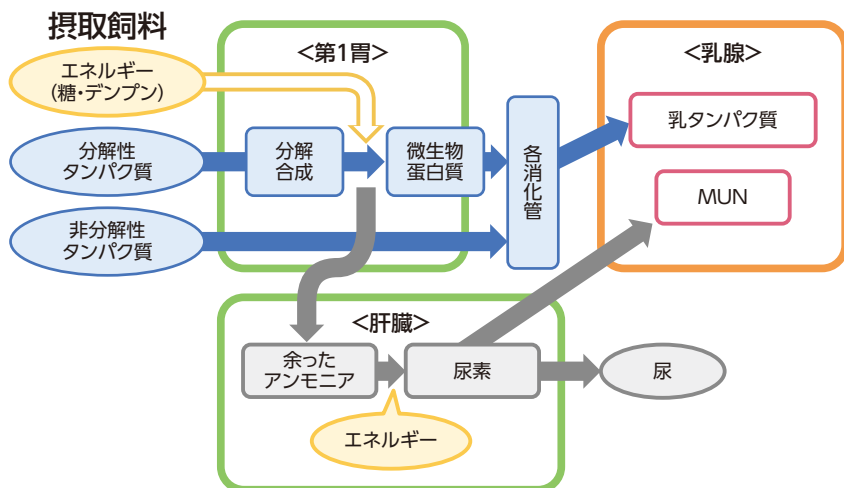 摂取飼料
エネルギー
（糖・デンプン）
分解性
タンパク質
非分解性
タンパク質
＜第1胃＞
分解
合成
微生物
蛋白質
各消化管
＜乳腺＞
乳タンパク質
MUN
＜肝臓＞
余った
アンモニア
尿素
尿
エネルギー